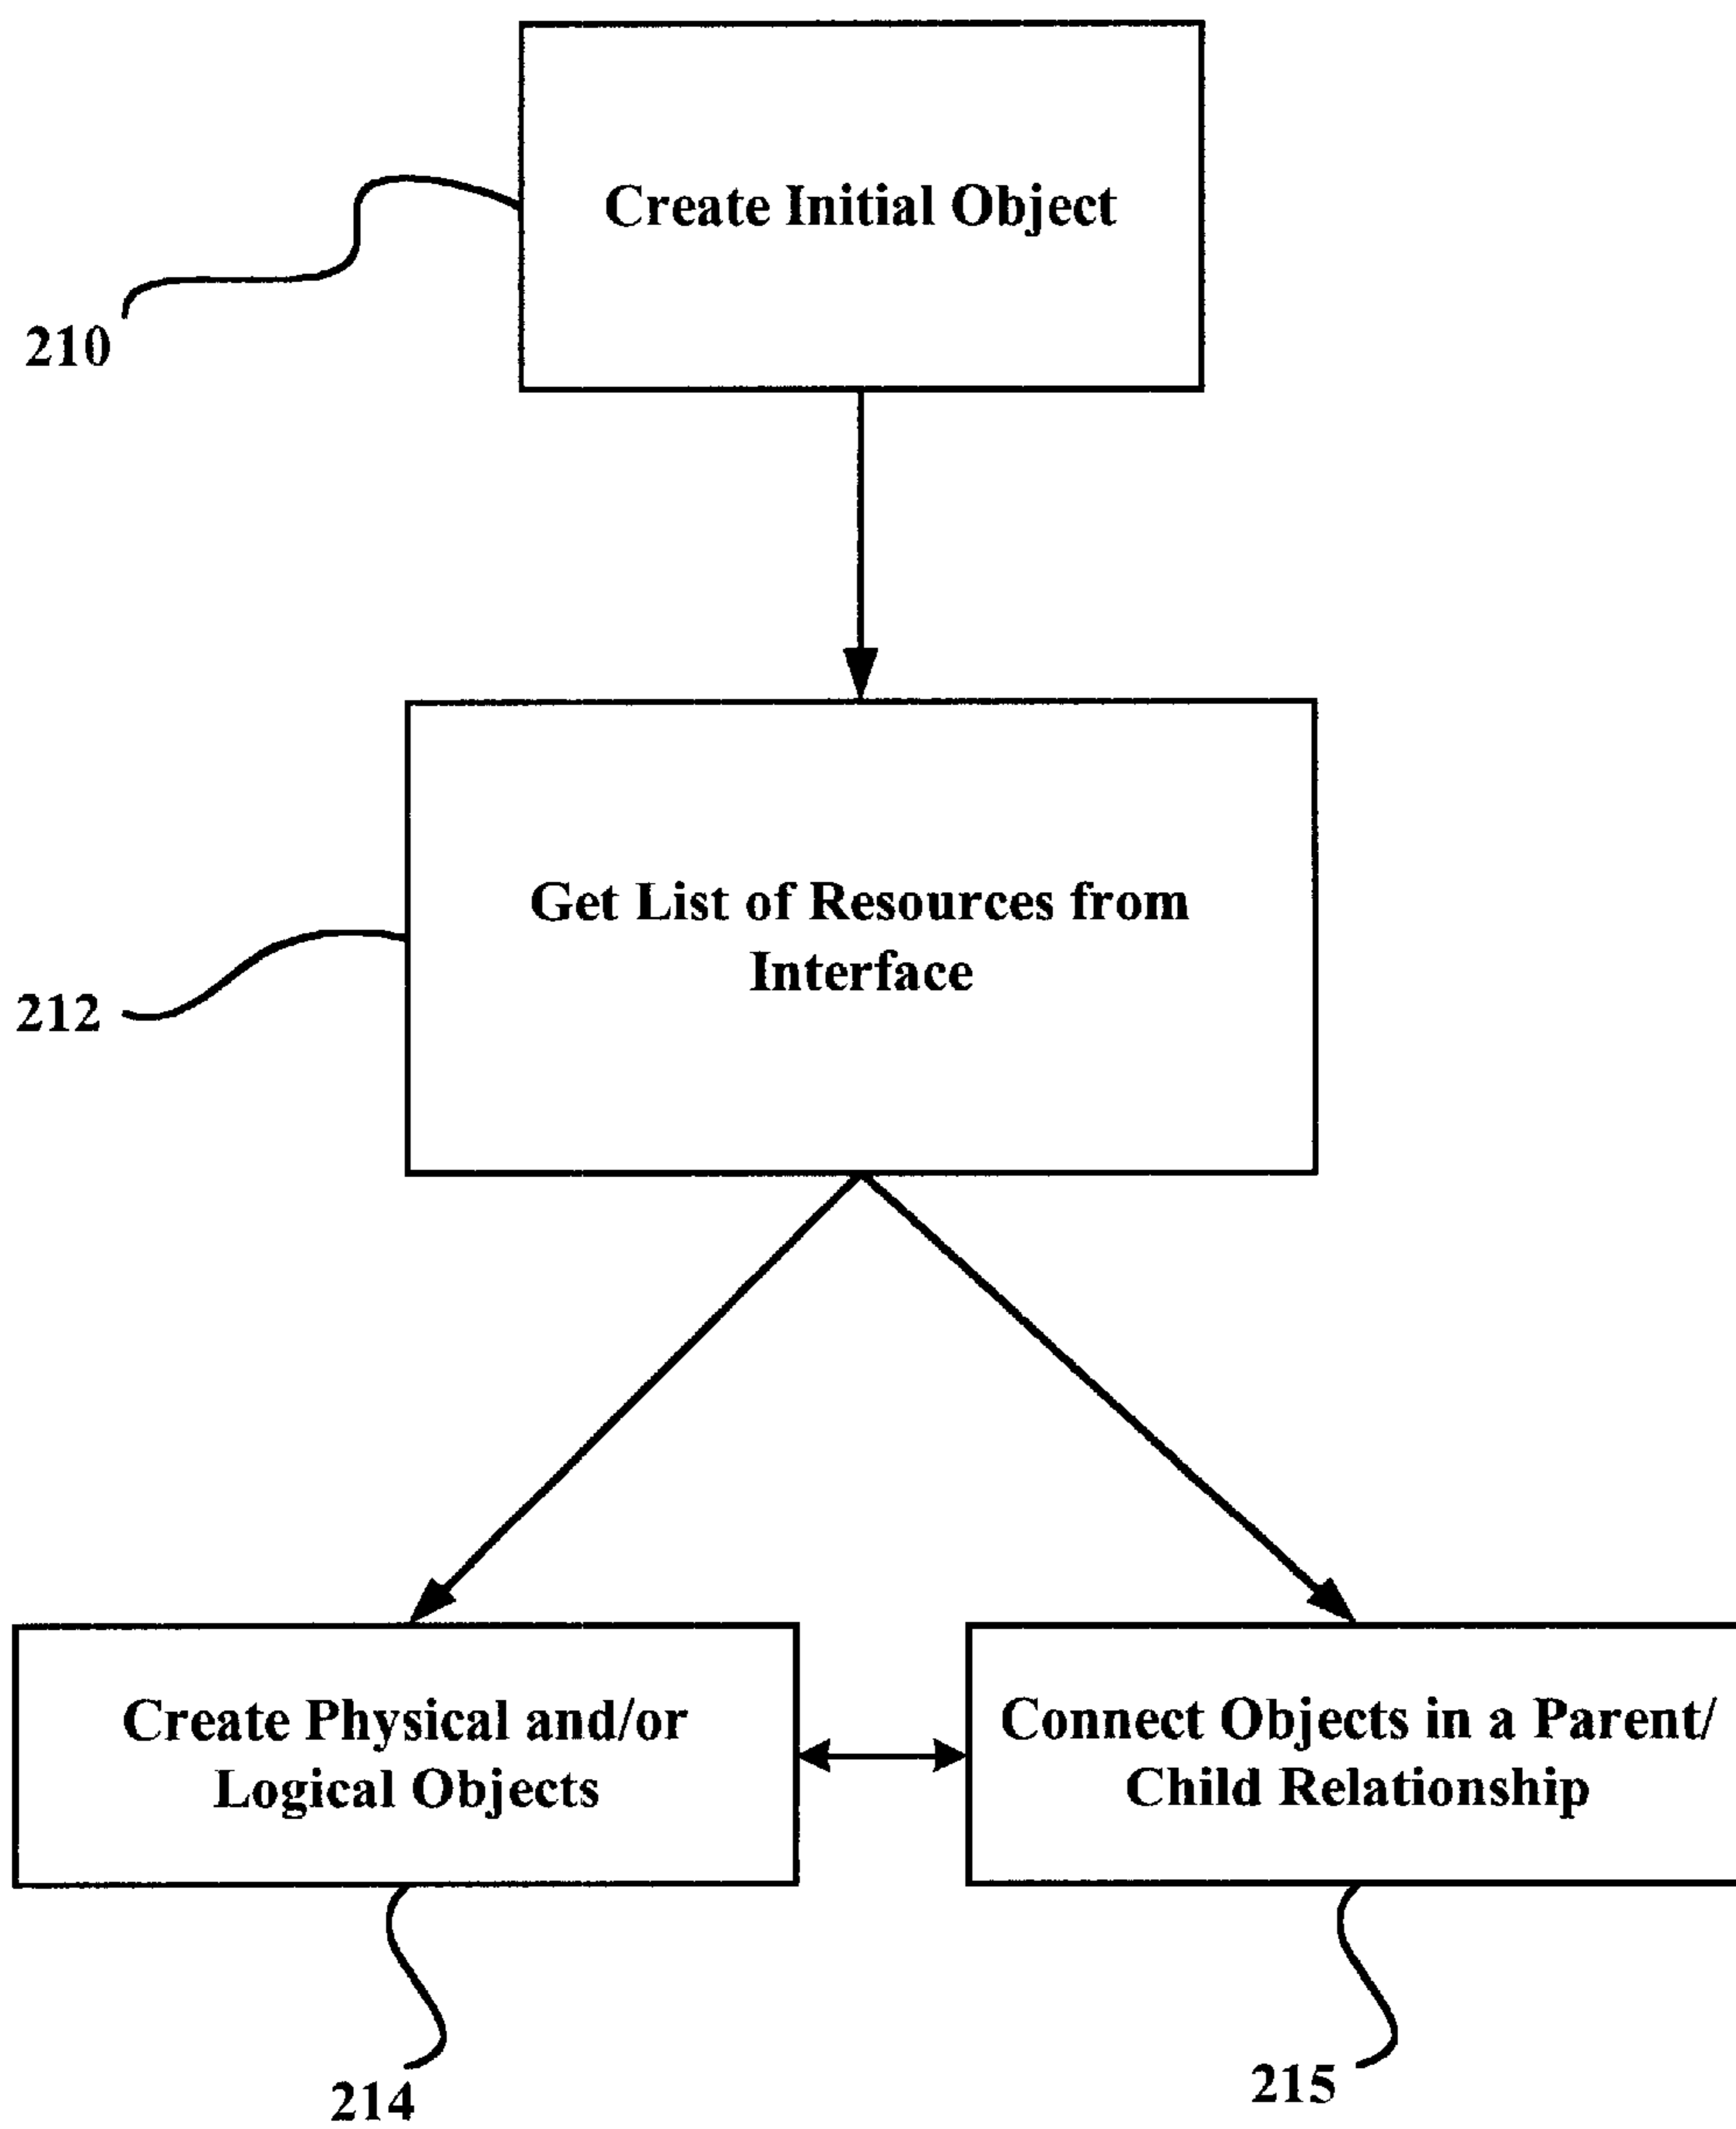 Create Initial Object
210
Get List of Resources from
Interface
212
Create Physical and/or
Logical Objects
Connect Objects in a Parent/
Child Relationship
214
215